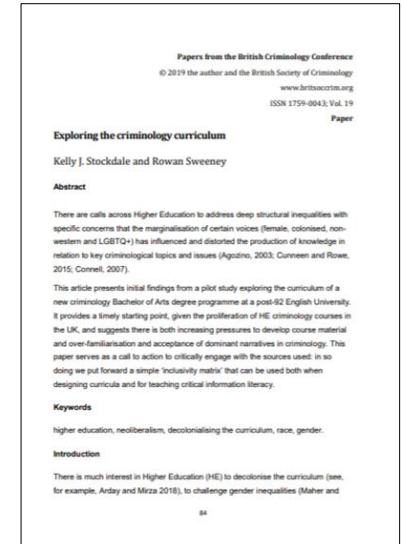 Papers from the British Criminology Conference
© 2019 the author and the British Society of Criminology
www.britsoccrim.org
ISSN 1759-0043; Vol. 19
Paper
Exploring the criminology curriculum
Kelly J. Stockdale and Rowan Sweeney
Abstract
There are calls across Higher Education to address deep structural inequalities with
specific concerns that the marginalisation of certain voices (female, colonised, non-
western and LGBTQ+) has influenced and distorted the production of knowledge in
relation to key criminological topics and issues (Agozino, 2003; Cunneen and Rowe,
2015; Connell, 2007).
This article presents initial findings from a pilot study exploring the curriculum of a
new criminology Bachelor of Arts degree programme at a post-92 English University.
It provides a timely starting point, given the proliferation of HE criminology courses in
the UK, and suggests there is both increasing pressures to develop course material
and over-familiarisation and acceptance of dominant narratives in criminology. This
paper serves as a call to action to critically engage with the sources used: in so
doing we put forward a simple 'inclusivity matrix' that can be used both when
designing curricula and for teaching critical information literacy.
Keywords
higher education, neoliberalism, decolonialising the curriculum, race, gender.
Introduction
There is much interest in Higher Education (HE) to decolonise the curriculum (see,
for example, Arday and Mirza 2018), to challenge gender inequalities (Maher and
84